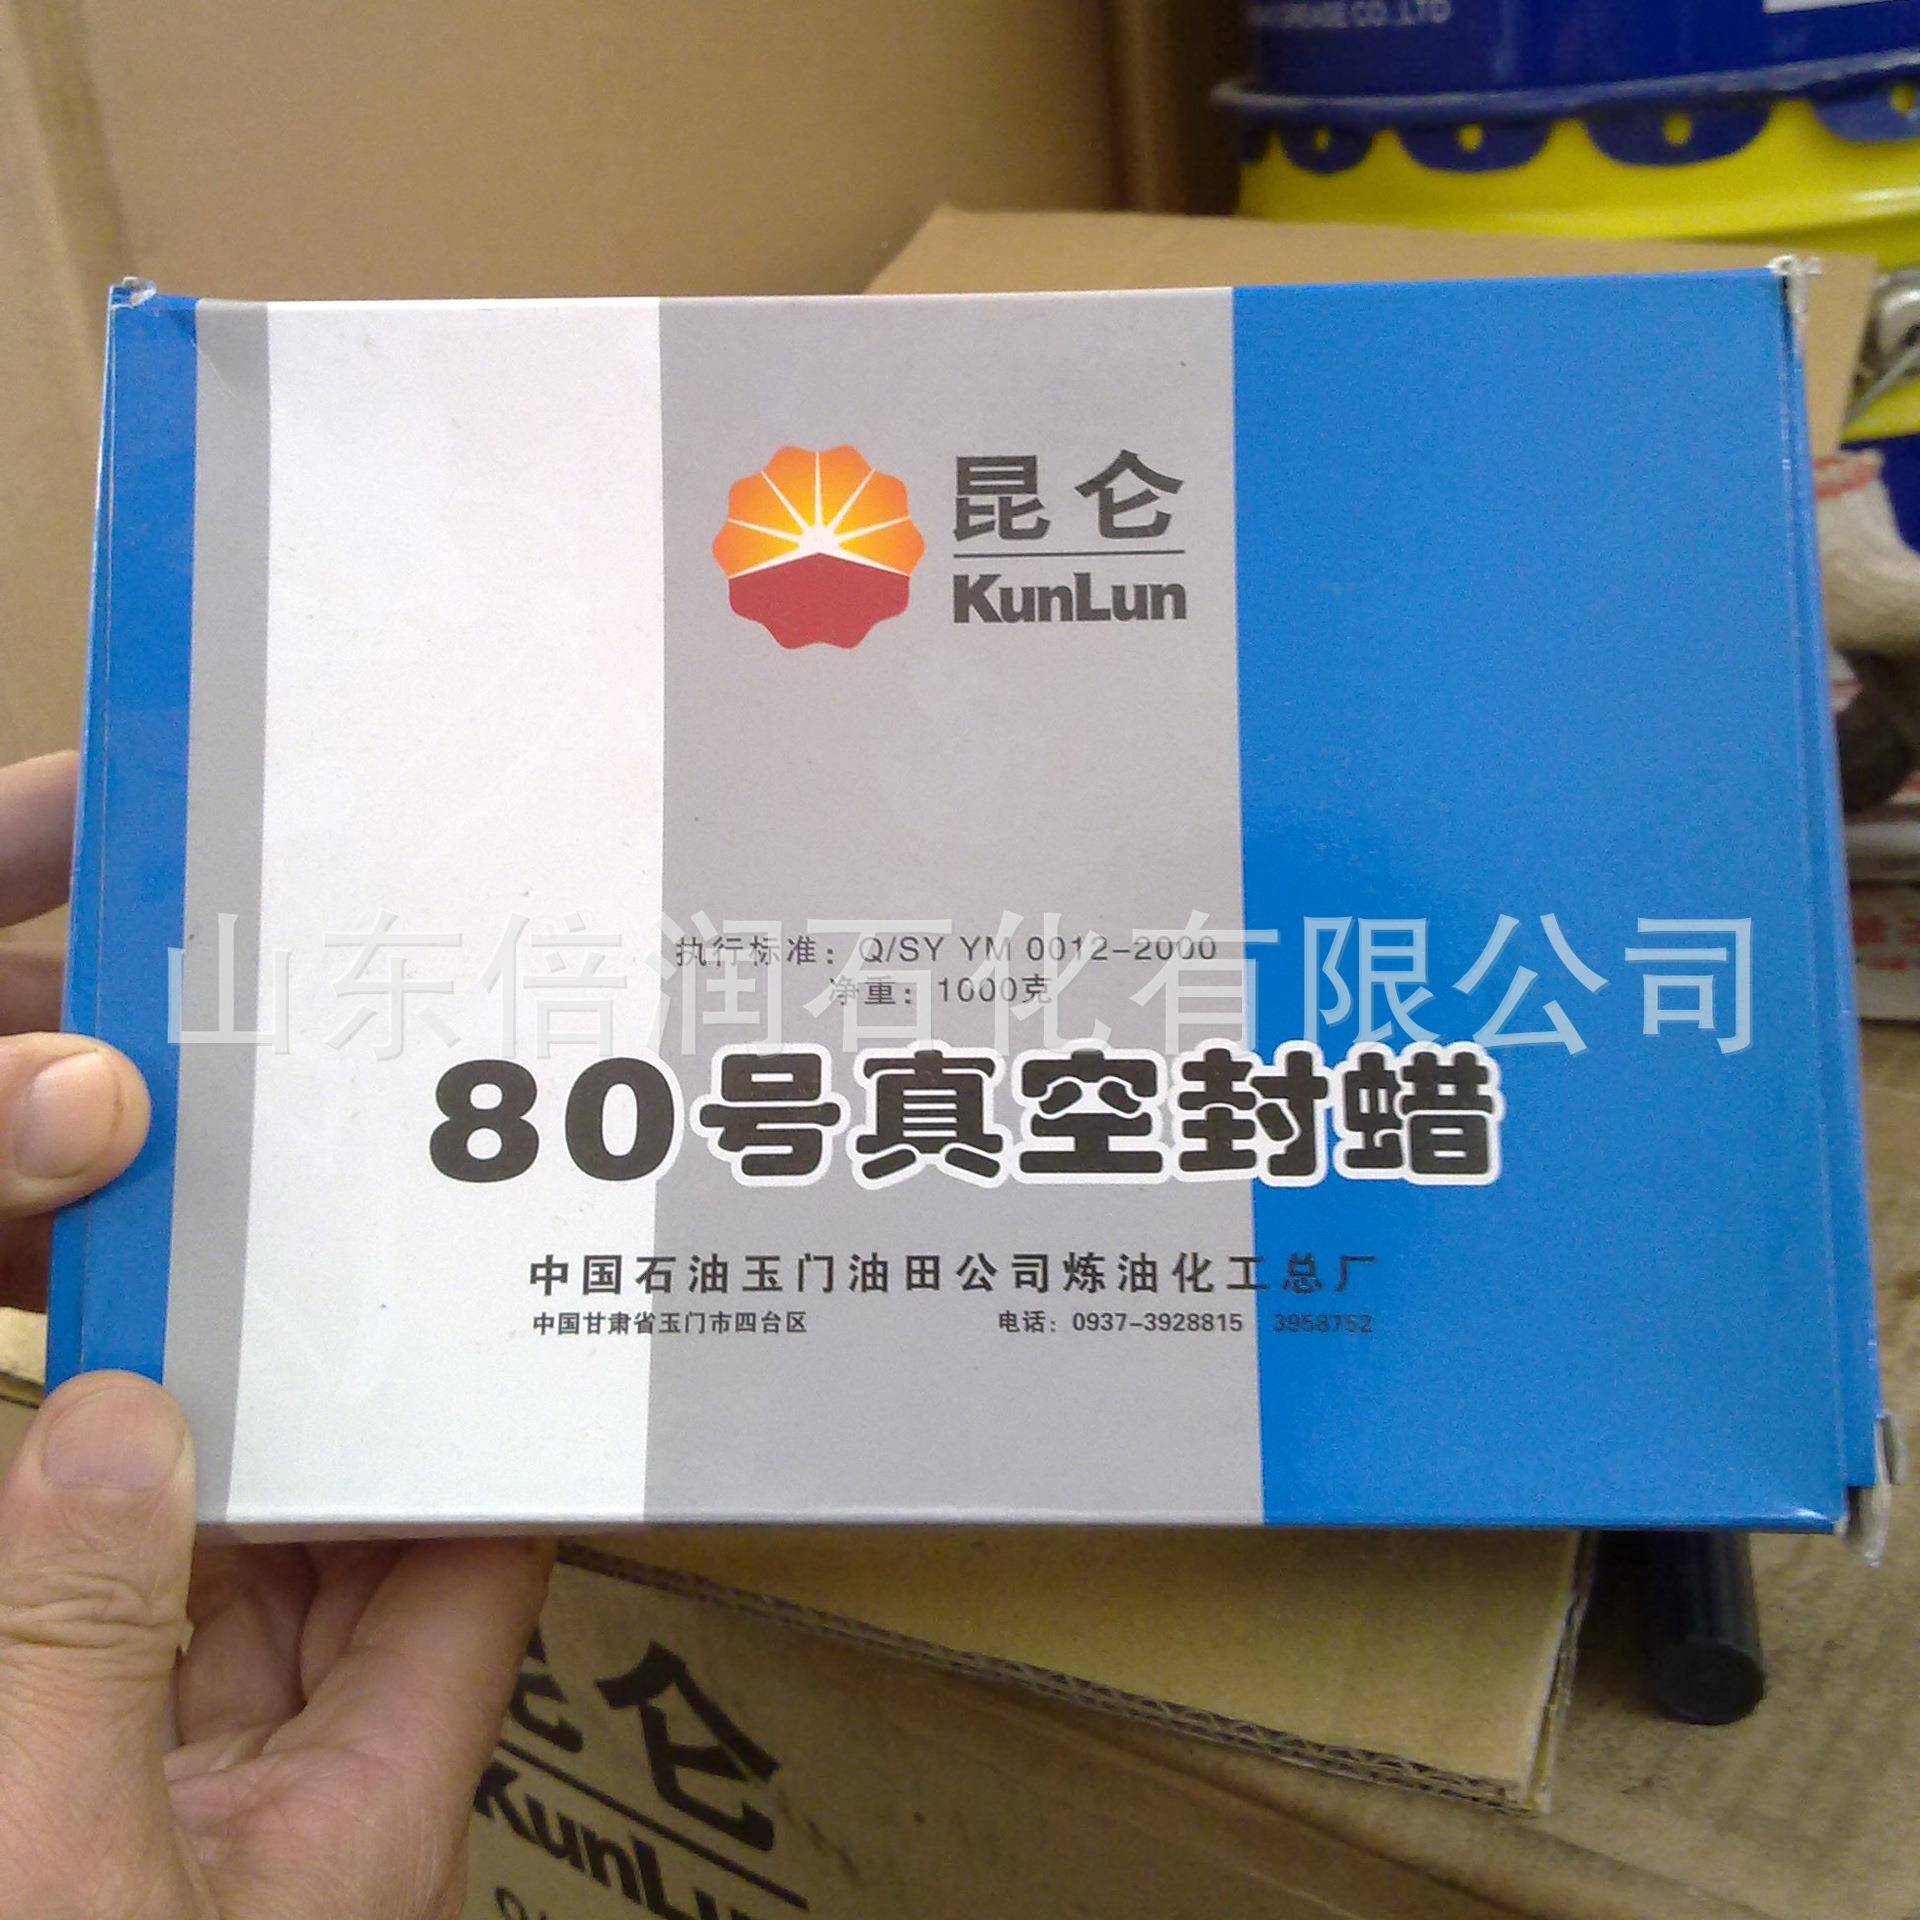 昆仑
KunLun
执行标准：Q/SY YM 0012-2000
净重：1000克
山东倍润石化有限公司
80号真空封蜡
中国石油玉门油田公司炼油化工总厂
中国甘肃省玉门市四台区 电话：0937-3928815 3958752
仑
KunLu